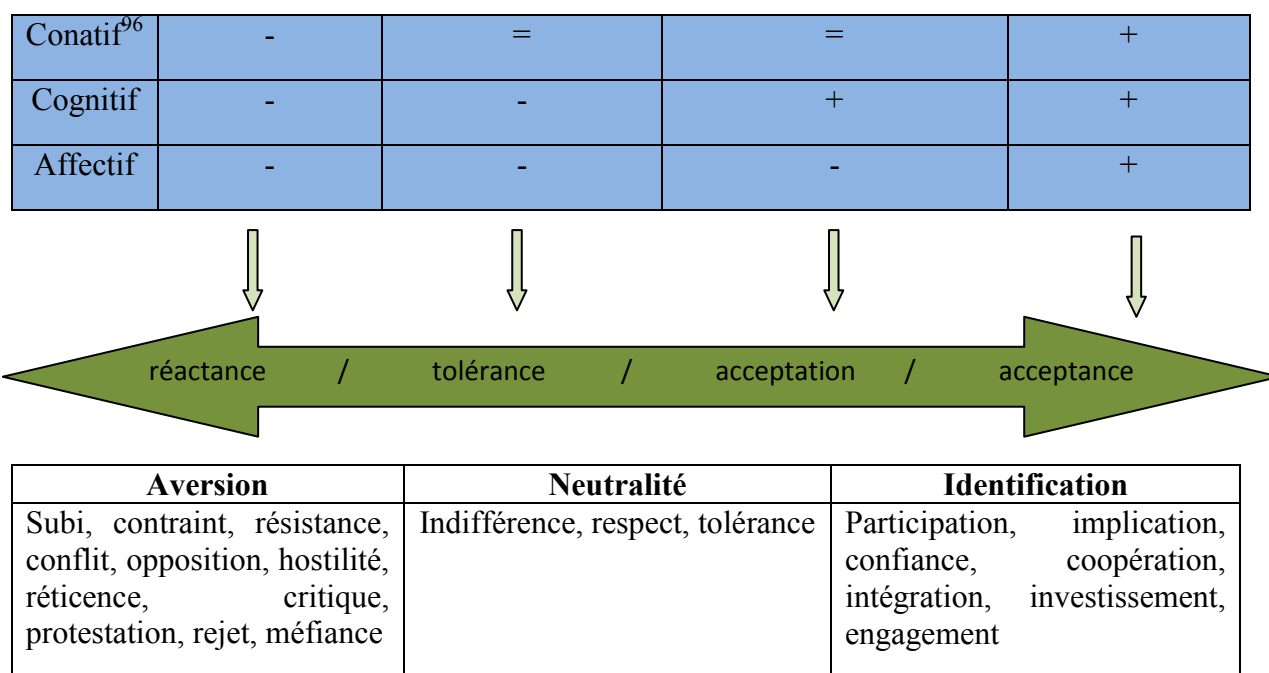 Conatif96 - = = +
Cognitif - - + +
Affectif - - - +
réactance / tolérance / acceptation / acceptance
Aversion Neutralité Identification
Subi, contraint, résistance, Indifférence, respect, tolérance Participation, implication,
conflit, opposition, hostilité, confiance, coopération,
réticence, critique, intégration, investissement,
protestation, rejet, méfiance engagement